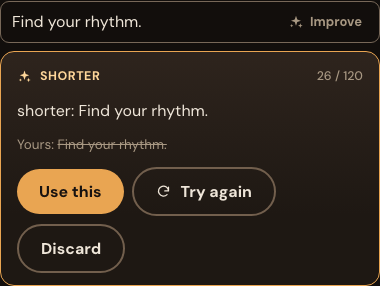 Find your rhythm.
Improve
SHORTER
26 / 120
shorter: Find your rhythm.
Yours: Find your rhythm.
Use this
Try again
Discard